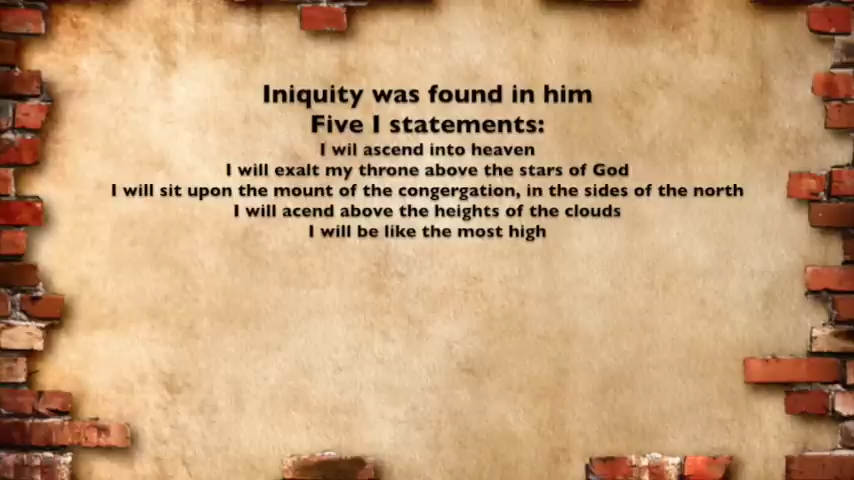 Iniquity was found in him
Five I statements:
I wil ascend into heaven
I will exalt my throne above the stars of God
I will sit upon the mount of the congergation, in the sides of the north
I will acend above the heights of the clouds
I will be like the most high